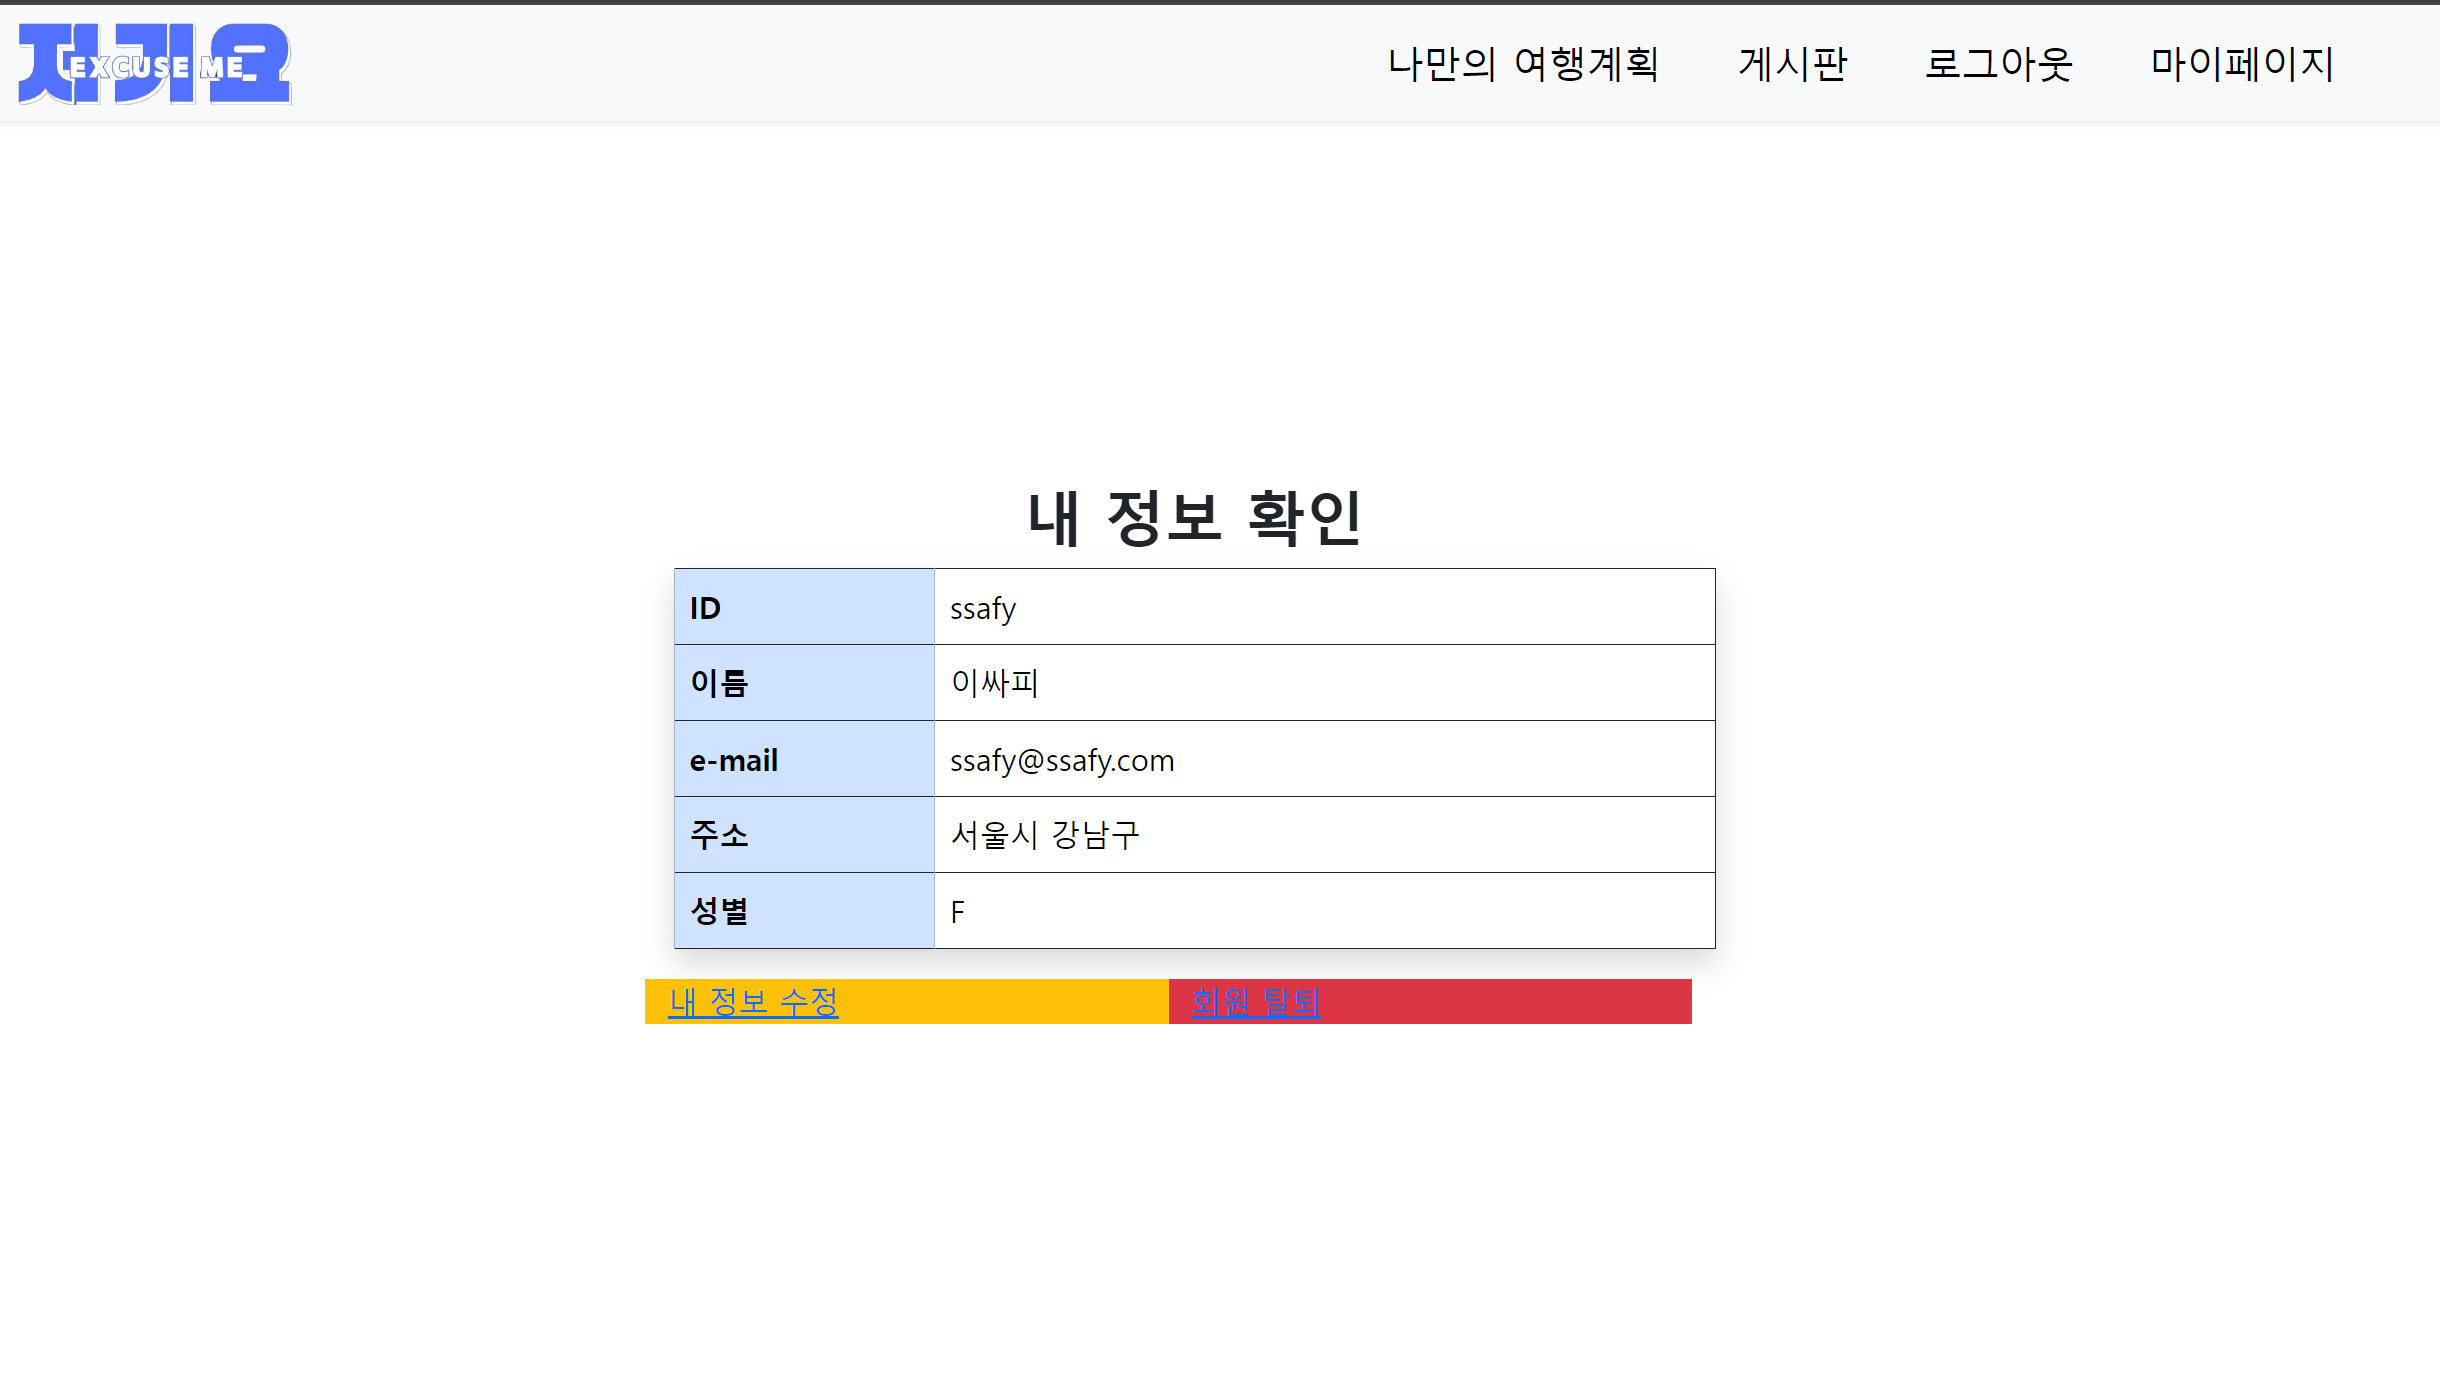 저기요
EXCUSE ME_
나만의 여행계획 게시판 로그아웃 마이페이지
내 정보 확인
ID ssafy
이름 이싸피
e-mail ssafy@ssafy.com
주소 서울시 강남구
성별 F
내 정보 수정 회원 탈퇴